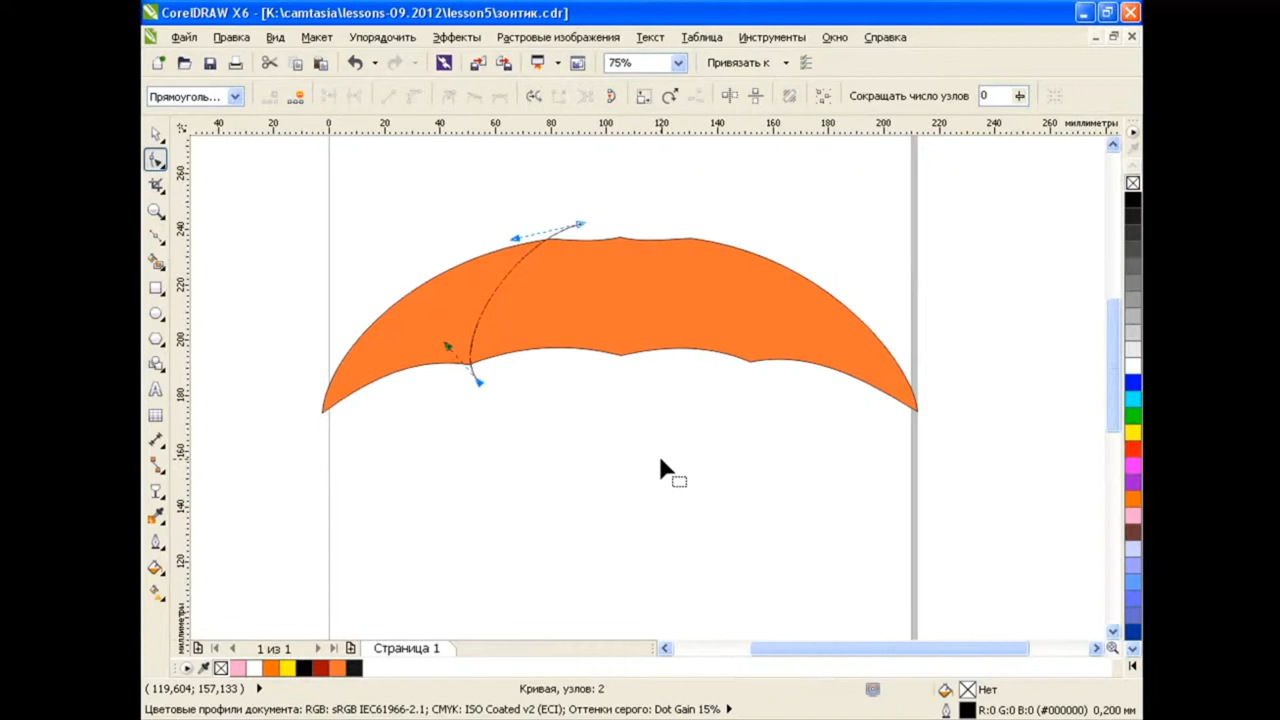 CorelDRAW X6 - [K:\camtasia\lessons-09.2012\lesson5\зонтик.cdr]
Файл Правка Вид Макет Упорядочить Эффекты Растровые изображения Текст Таблица Инструменты Окно Справка
75% Привязать к
Прямоуголь... Сокращать число узлов 0
40 20 0 20 40 60 80 100 120 140 160 180 200 220 240 260 миллиметры
260
240
220
200
180
160
140
120
миллиметры
1 из 1 Страница 1
(119,604; 157,133) Кривая, узлов: 2 Нет
Цветовые профили документа: RGB: sRGB IEC61966-2.1; CMYK: ISO Coated v2 (ECI); Оттенки серого: Dot Gain 15% R:0 G:0 B:0 (#000000) 0,200 мм